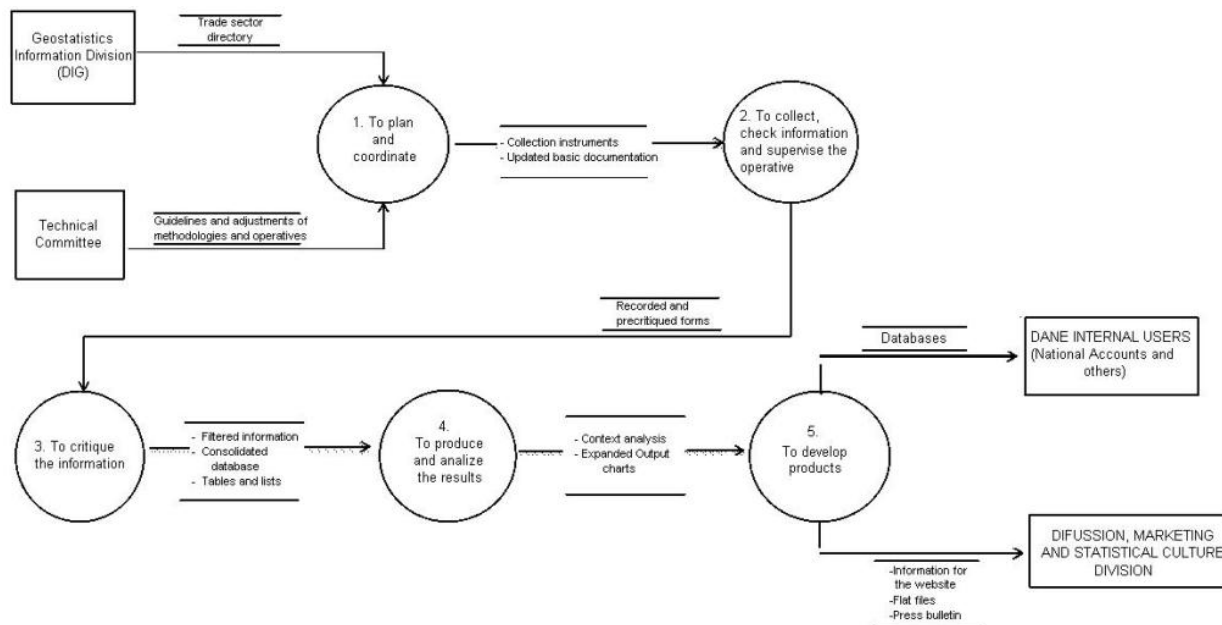 Geostatistics
Information Division
(DIG)
Trade sector
directory
1. To plan
and
coordinate
- Collection instruments
- Updated basic documentation
2. To collect,
check information
and supervise the
operative
Technical
Committee
Guidelines and adjustments of
methodologies and operatives
Recorded and
precritiqued forms
Databases
DANE INTERNAL USERS
(National Accounts and
others)
3. To critique
the information
- Filtered information
- Consolidated
database
- Tables and lists
4.
To produce
and analize
the results
- Context analysis
- Expanded Output
charts
5.
To develop
products
DIFUSSION, MARKETING
AND STATISTICAL CULTURE
DIVISION
-Information for
the website
-Flat files
-Press bulletin